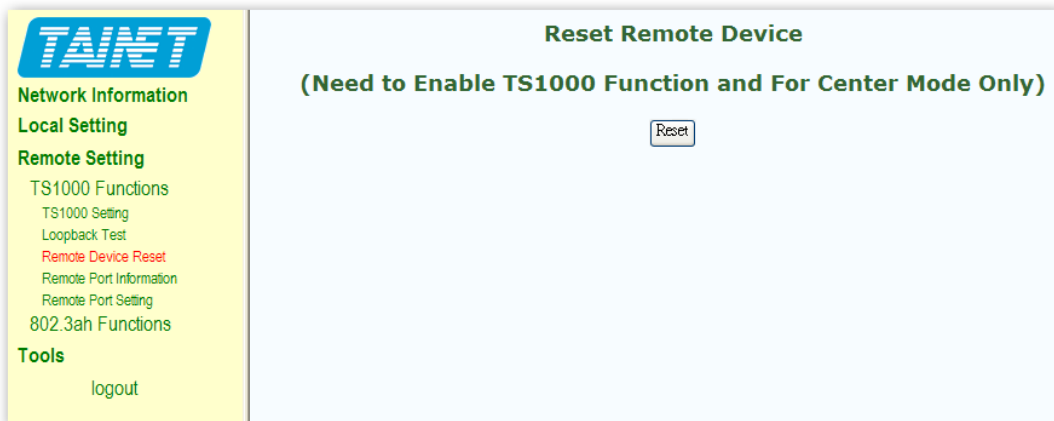 TAINET
Network Information
Local Setting
Remote Setting
TS1000 Functions
TS1000 Setting
Loopback Test
Remote Device Reset
Remote Port Information
Remote Port Setting
802.3ah Functions
Tools
logout
Reset Remote Device
(Need to Enable TS1000 Function and For Center Mode Only)
Reset